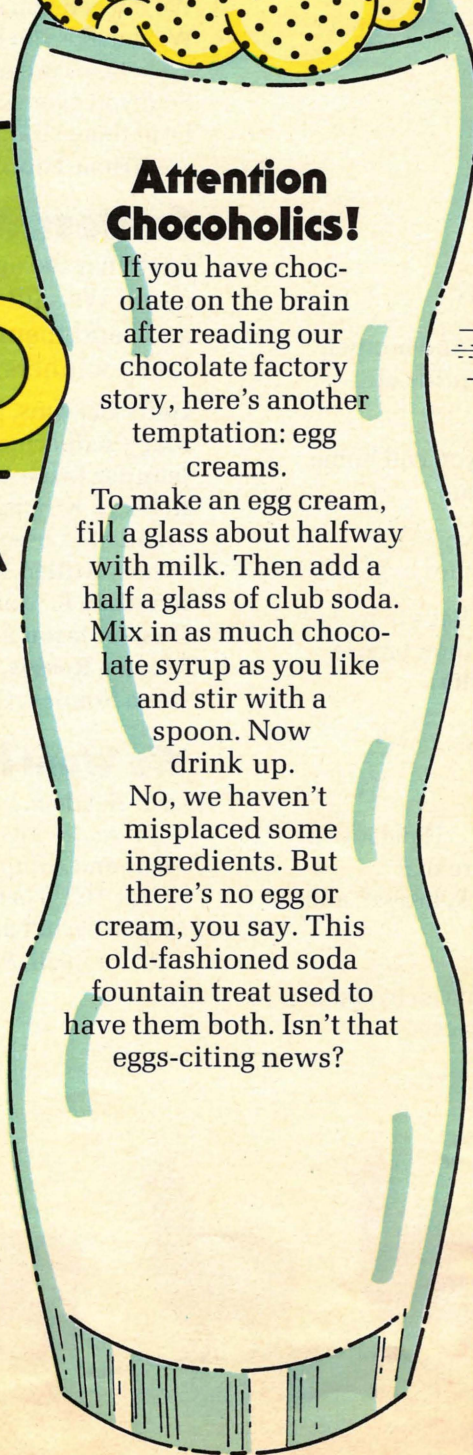 Attention
Chocoholics!
If you have choc-
olate on the brain
after reading our
chocolate factory
story, here's another
temptation: egg
creams.
To make an egg cream,
fill a glass about halfway
with milk. Then add a
half a glass of club soda.
Mix in as much choco-
late syrup as you like
and stir with a
spoon. Now
drink up.
No, we haven't
misplaced some
ingredients. But
there's no egg or
cream, you say. This
old-fashioned soda
fountain treat used to
have them both. Isn't that
eggs-citing news?